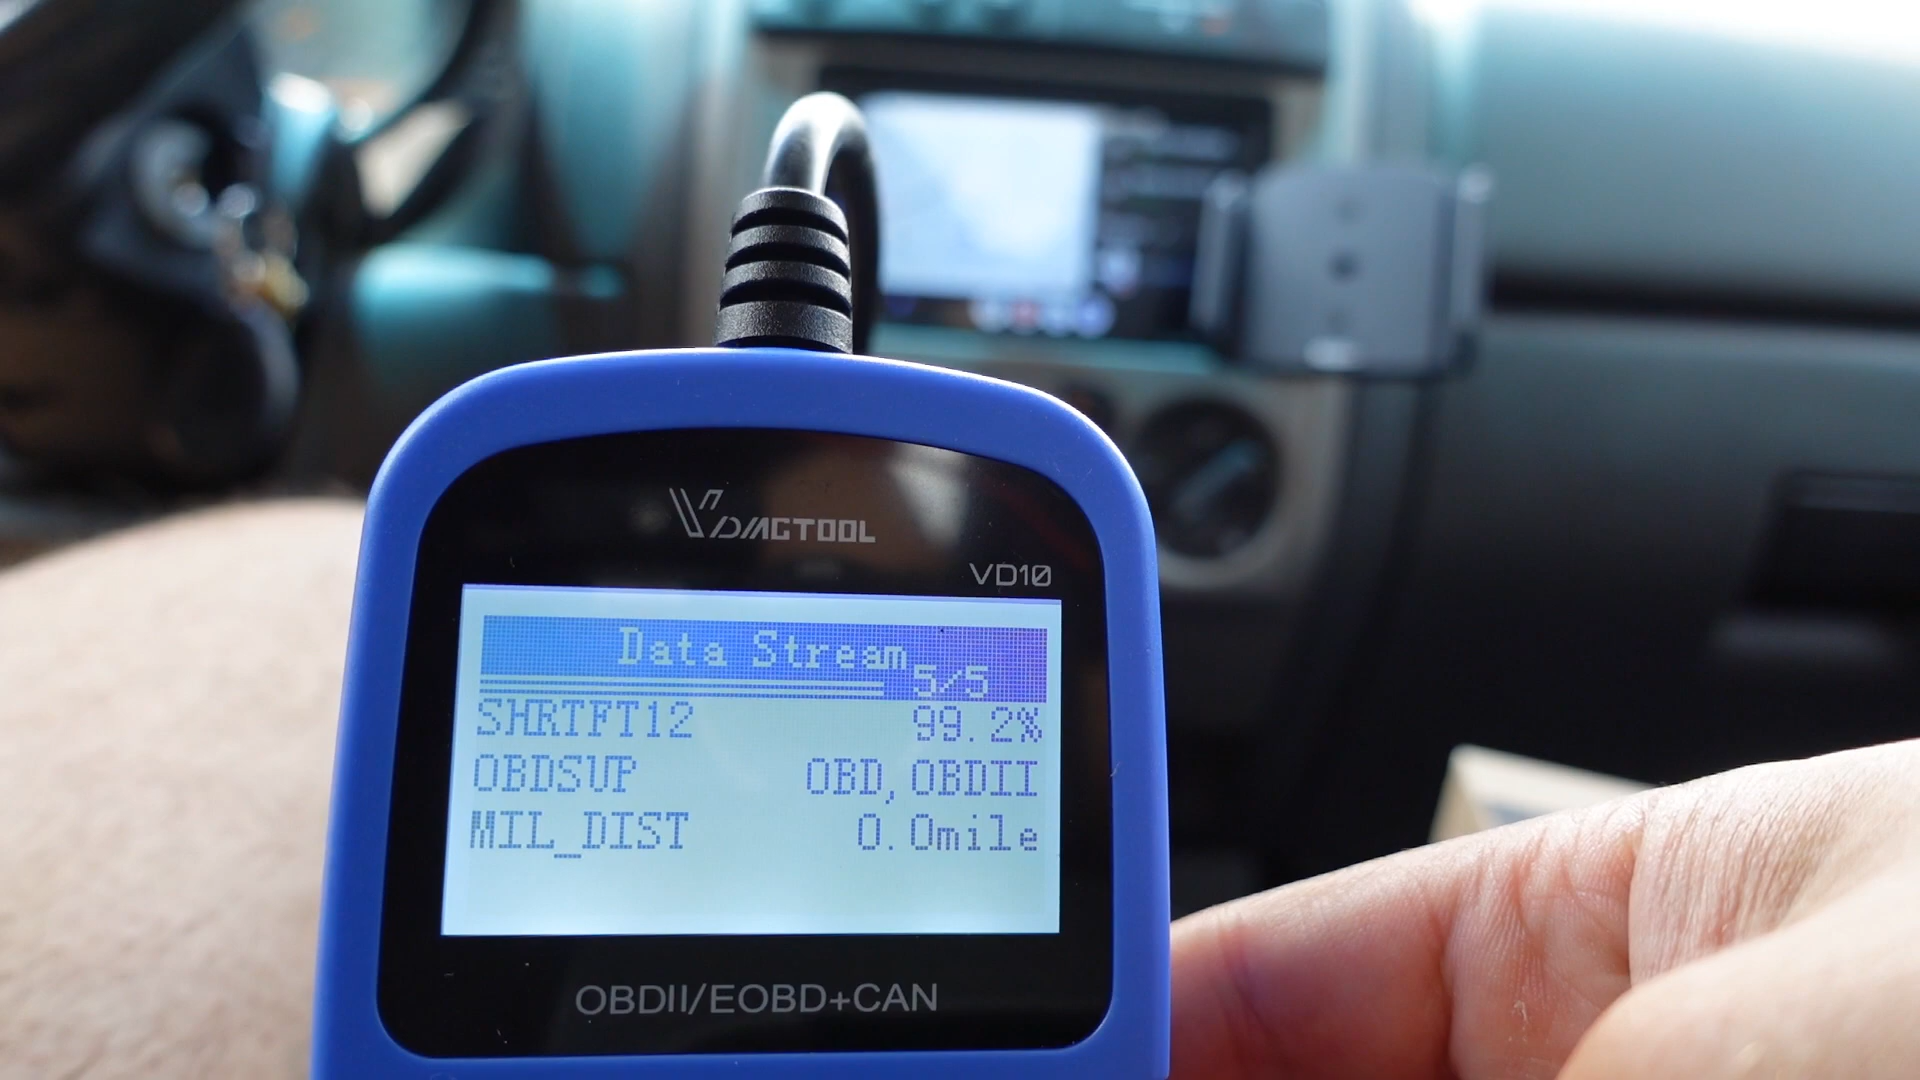 VDIAGTOOL
VD10
Data Stream
5/5
SHRTFT12 99.2%
OBDSUP OBD,OBDII
MIL_DIST 0.0mile
OBDII/EOBD+CAN